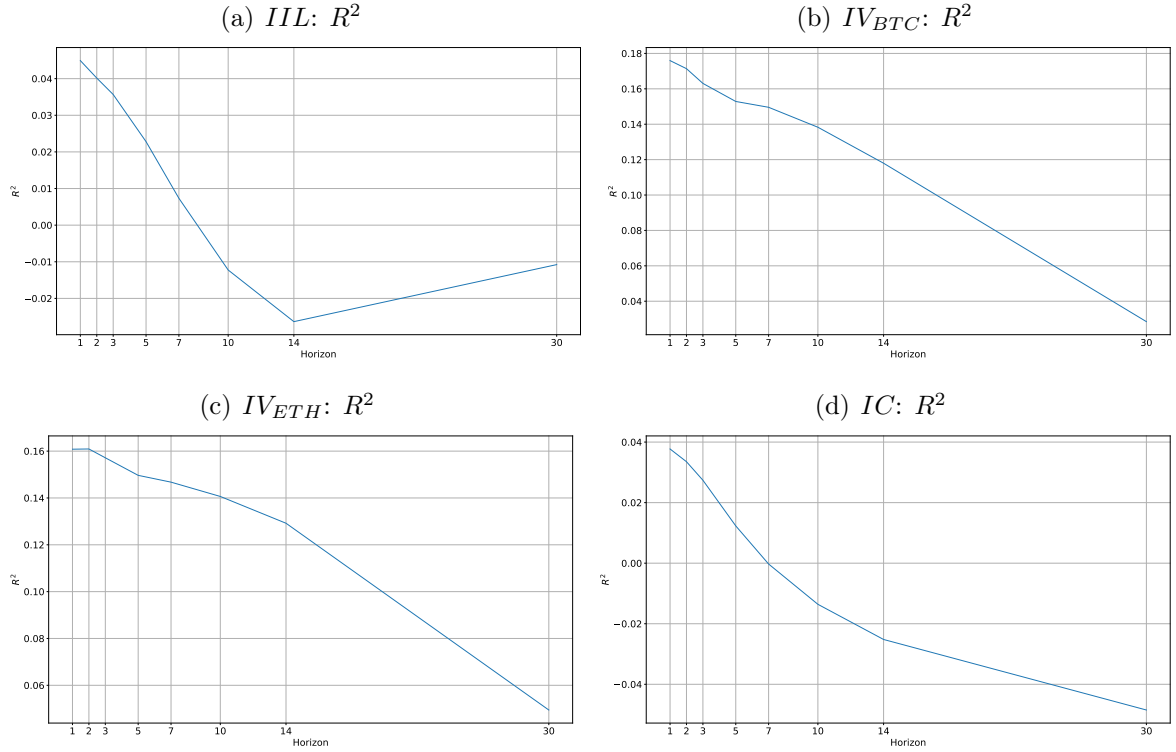 (a) IIL: R²
0.04
0.03
0.02
0.01
0.00
−0.01
−0.02
R²
1 2 3 5 7 10 14 30
Horizon
(b) IV_{BTC}: R²
0.18
0.16
0.14
0.12
0.10
0.08
0.06
0.04
R²
1 2 3 5 7 10 14 30
Horizon
(c) IV_{ETH}: R²
0.16
0.14
0.12
0.10
0.08
0.06
R²
1 2 3 5 7 10 14 30
Horizon
(d) IC: R²
0.04
0.02
0.00
−0.02
−0.04
R²
1 2 3 5 7 10 14 30
Horizon